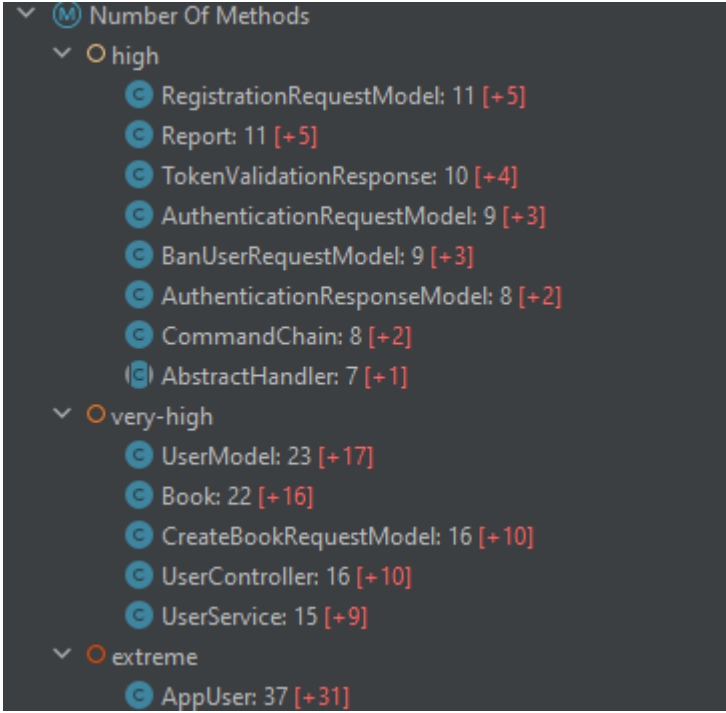 Number Of Methods
high
RegistrationRequestModel: 11 [+5]
Report: 11 [+5]
TokenValidationResponse: 10 [+4]
AuthenticationRequestModel: 9 [+3]
BanUserRequestModel: 9 [+3]
AuthenticationResponseModel: 8 [+2]
CommandChain: 8 [+2]
AbstractHandler: 7 [+1]
very-high
UserModel: 23 [+17]
Book: 22 [+16]
CreateBookRequestModel: 16 [+10]
UserController: 16 [+10]
UserService: 15 [+9]
extreme
AppUser: 37 [+31]